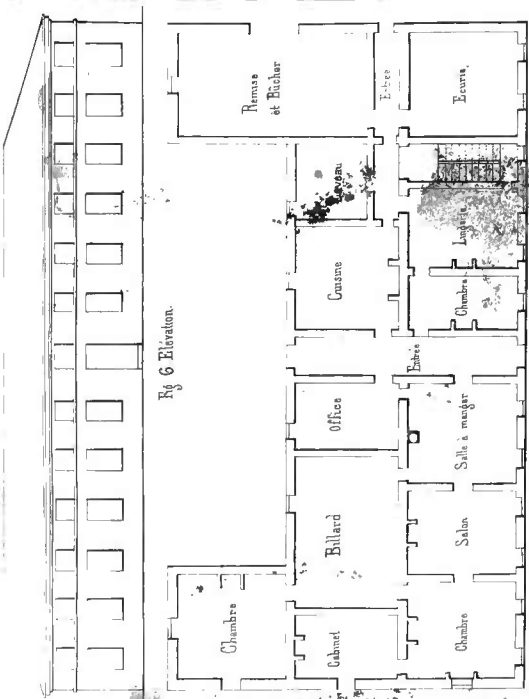 Fig 6 Elévation.
Remise
et Bûcher
Entrée
Ecurie.
Cuisine
Lingerie
Chambre
Entrée
Office
Salle à manger
Billard
Salon
Chambre
Cabinet
Chambre